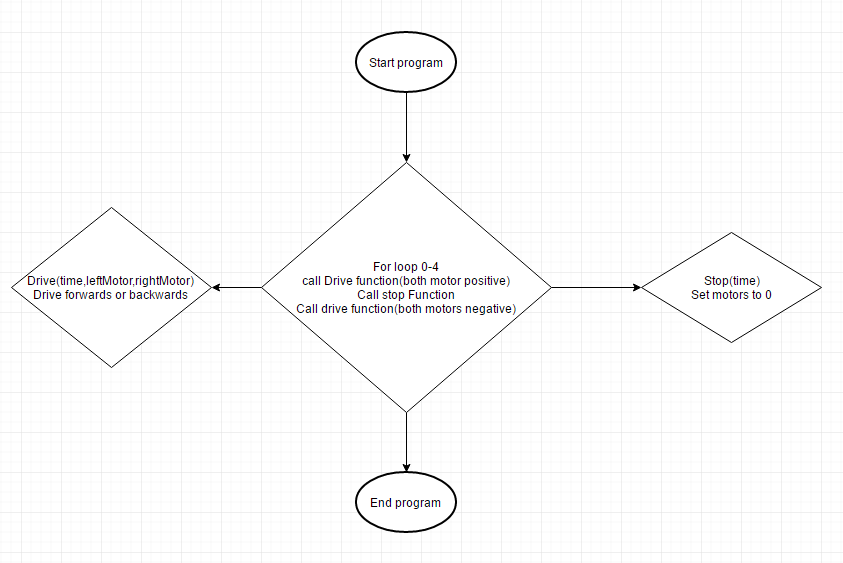 Start program
For loop 0-4
call Drive function(both motor positive)
Call stop Function
Call drive function(both motors negative)
Drive(time,leftMotor,rightMotor)
Drive forwards or backwards
Stop(time)
Set motors to 0
End program